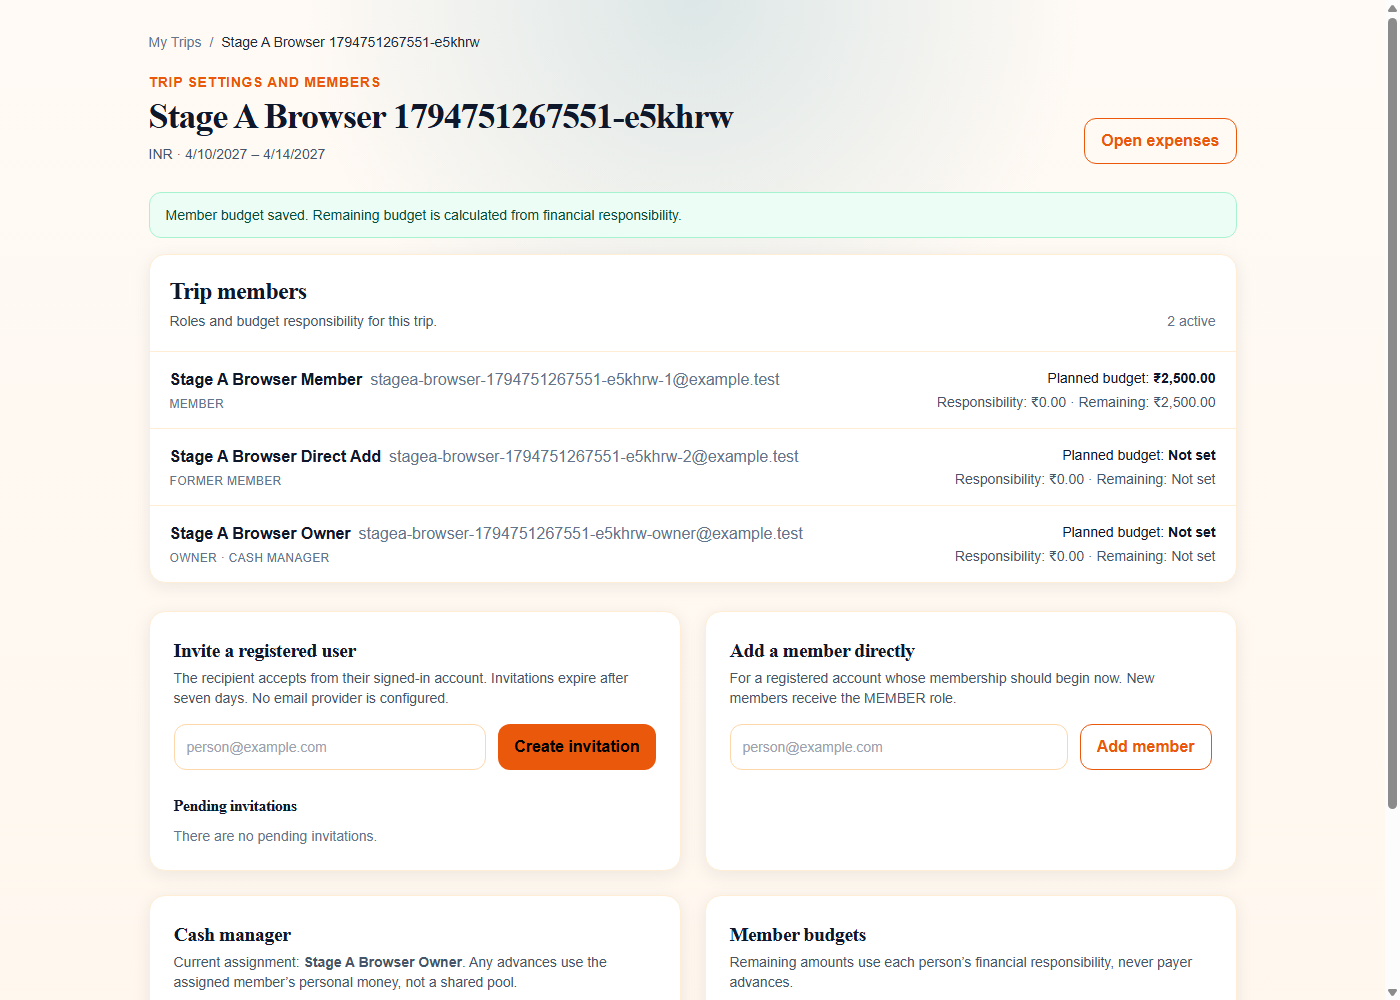 My Trips / Stage A Browser 1794751267551-e5khrw
TRIP SETTINGS AND MEMBERS
Stage A Browser 1794751267551-e5khrw
INR · 4/10/2027 – 4/14/2027
Open expenses
Member budget saved. Remaining budget is calculated from financial responsibility.
Trip members
Roles and budget responsibility for this trip.
2 active
Stage A Browser Member stagea-browser-1794751267551-e5khrw-1@example.test
MEMBER
Planned budget: ₹2,500.00
Responsibility: ₹0.00 · Remaining: ₹2,500.00
Stage A Browser Direct Add stagea-browser-1794751267551-e5khrw-2@example.test
FORMER MEMBER
Planned budget: Not set
Responsibility: ₹0.00 · Remaining: Not set
Stage A Browser Owner stagea-browser-1794751267551-e5khrw-owner@example.test
OWNER · CASH MANAGER
Planned budget: Not set
Responsibility: ₹0.00 · Remaining: Not set
Invite a registered user
The recipient accepts from their signed-in account. Invitations expire after
seven days. No email provider is configured.
person@example.com
Create invitation
Pending invitations
There are no pending invitations.
Add a member directly
For a registered account whose membership should begin now. New
members receive the MEMBER role.
person@example.com
Add member
Cash manager
Current assignment: Stage A Browser Owner. Any advances use the
assigned member’s personal money, not a shared pool.
Member budgets
Remaining amounts use each person’s financial responsibility, never payer
advances.